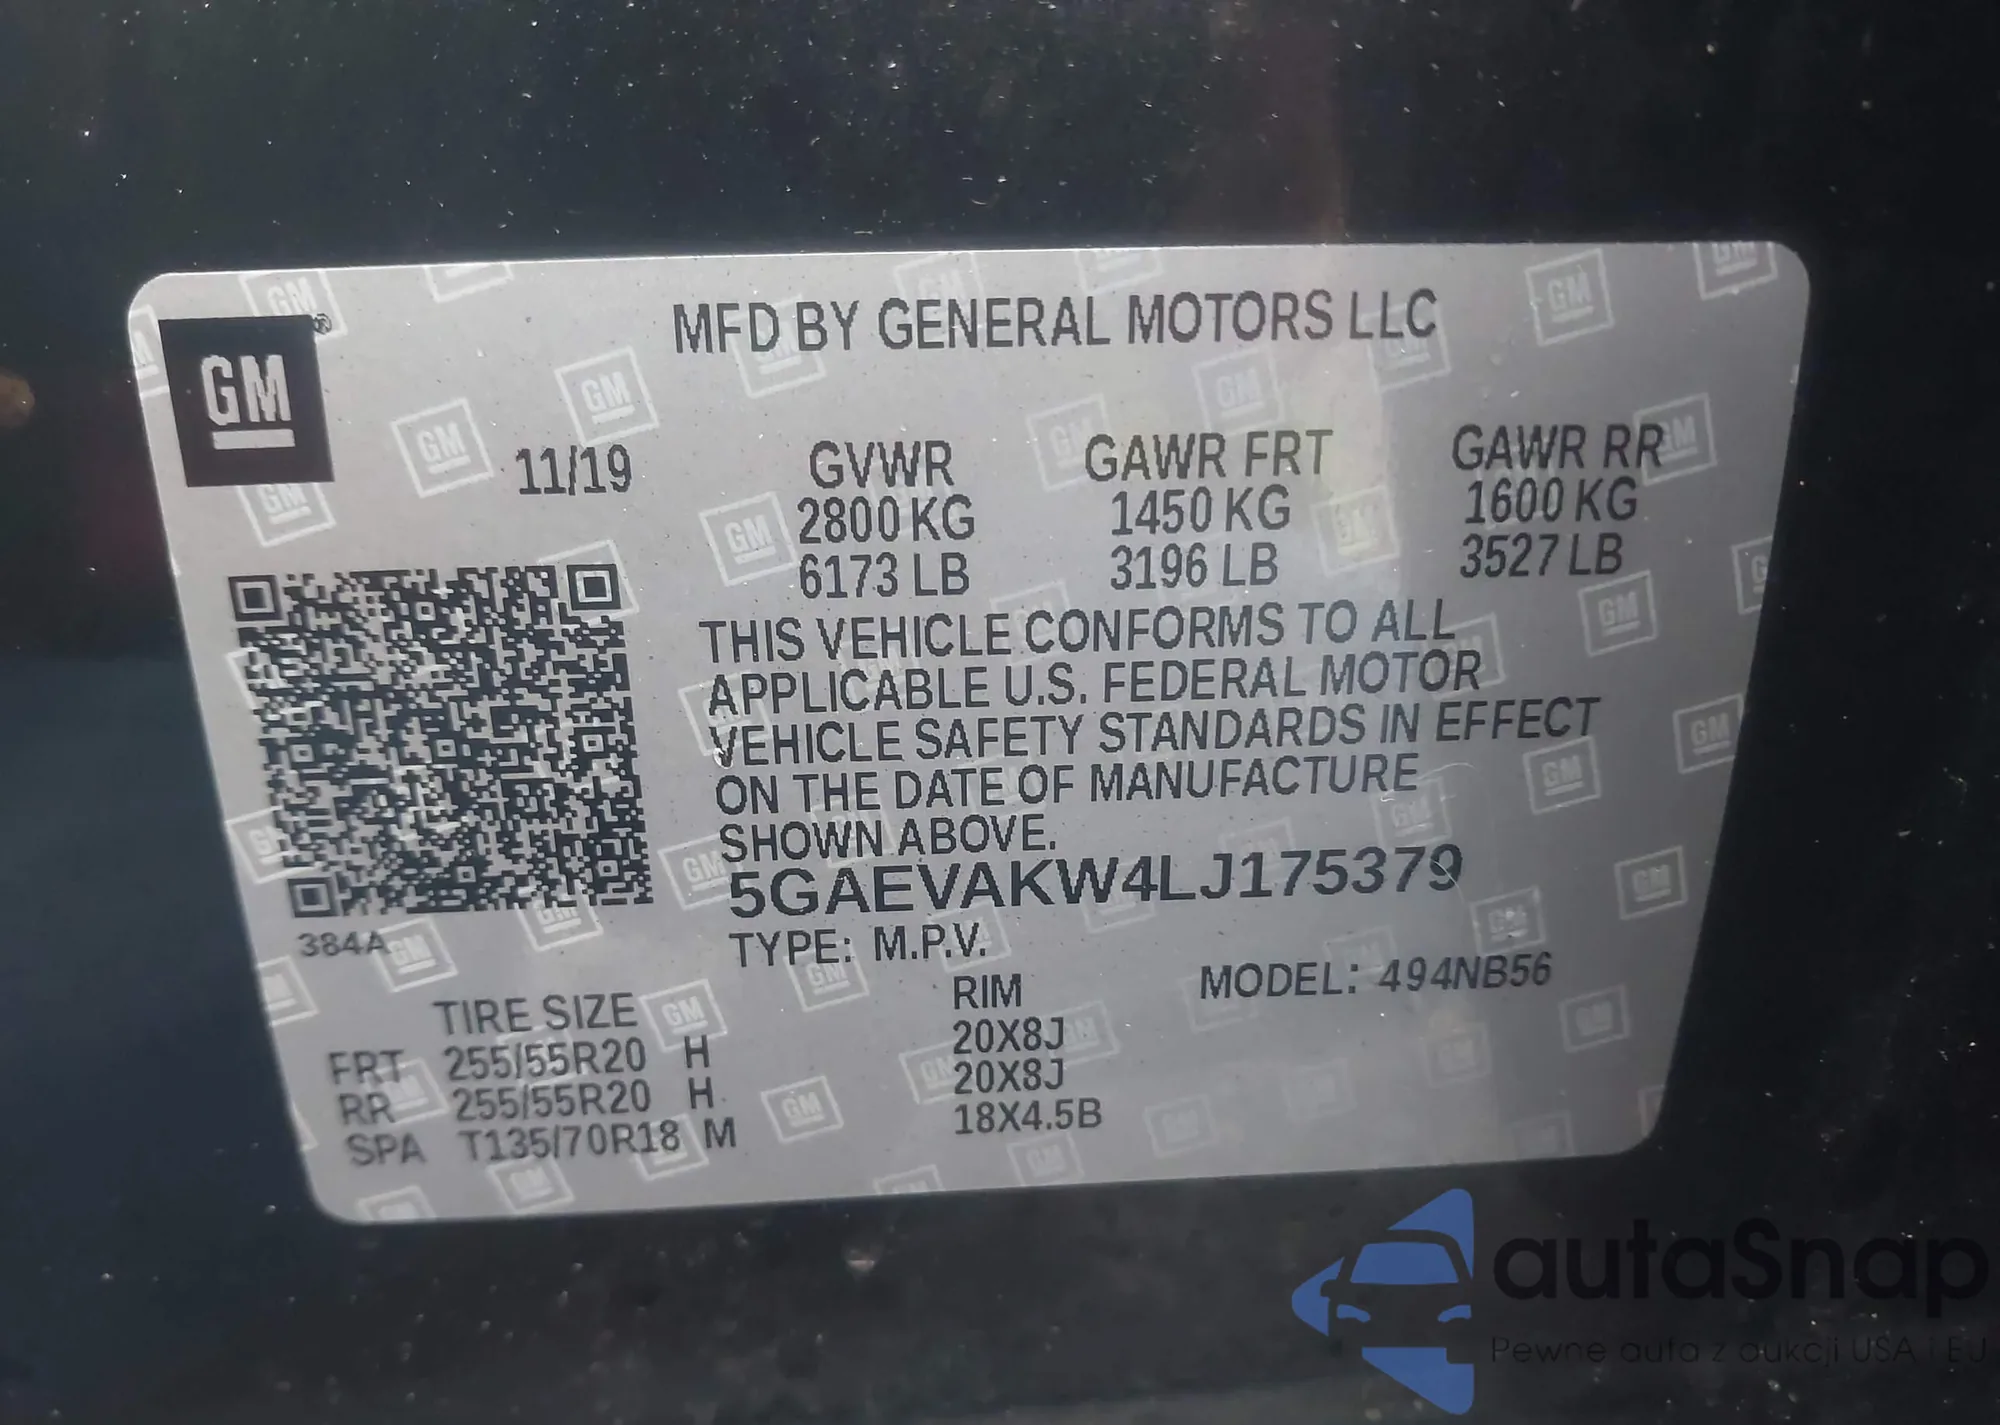 MFD BY GENERAL MOTORS LLC
GM®
11/19
GVWR GAWR FRT GAWR RR
2800 KG 1450 KG 1600 KG
6173 LB 3196 LB 3527 LB
THIS VEHICLE CONFORMS TO ALL
APPLICABLE U.S. FEDERAL MOTOR
VEHICLE SAFETY STANDARDS IN EFFECT
ON THE DATE OF MANUFACTURE
SHOWN ABOVE.
5GAEVAKW4LJ175379
384A
TYPE: M.P.V.
MODEL: 494NB56
TIRE SIZE RIM
FRT 255/55R20 H 20X8J
RR 255/55R20 H 20X8J
SPA T135/70R18 M 18X4.5B
autaSnap
Pewne auta z aukcji USA i EU